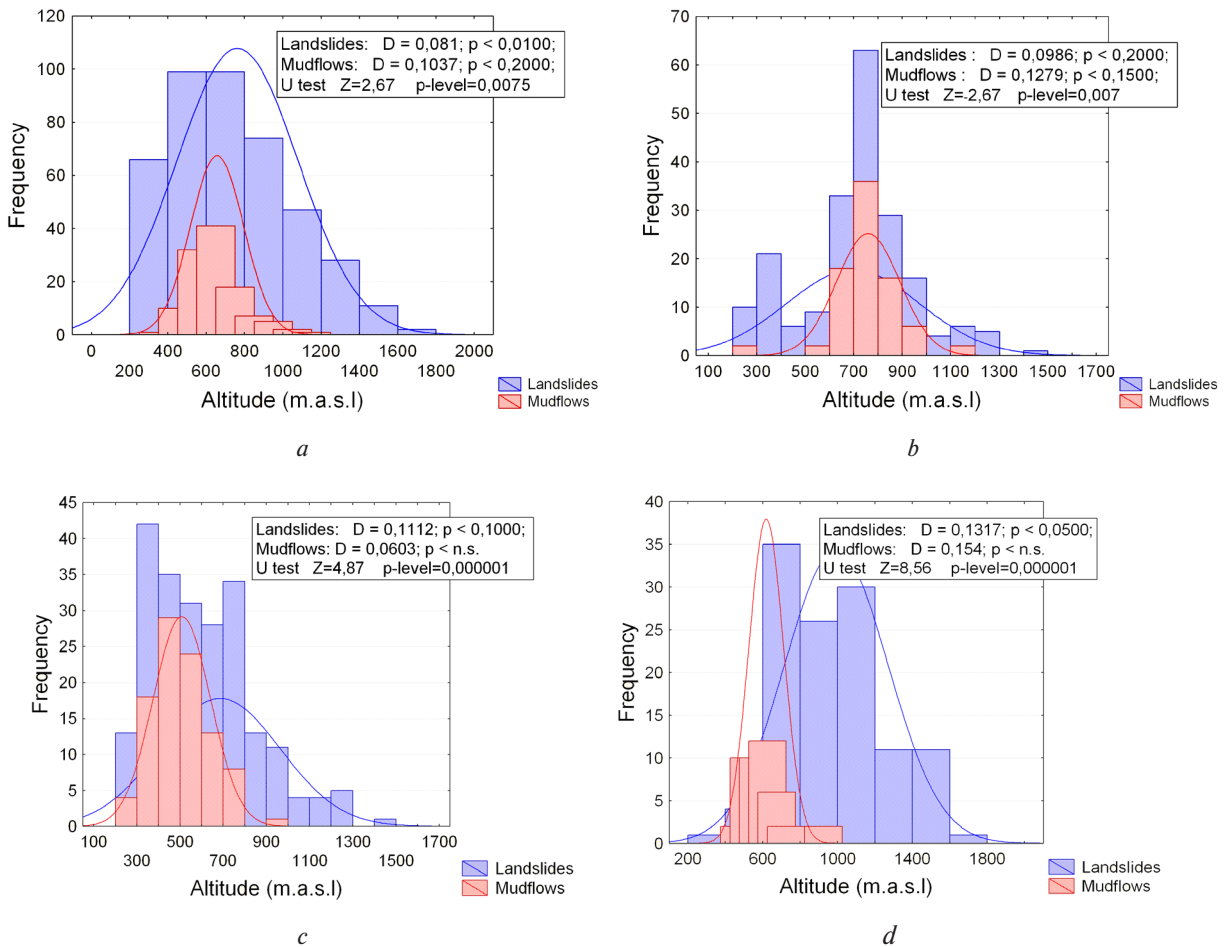 120
100
80
60
40
20
0
Frequency
Landslides: D = 0,081; p < 0,0100;
Mudflows: D = 0,1037; p < 0,2000;
U test Z=2,67 p-level=0,0075
0 400 800 1200 1600 2000
200 600 1000 1400 1800
Altitude (m.a.s.l)
Landslides
Mudflows
a
70
60
50
40
30
20
10
0
Frequency
Landslides : D = 0,0986; p < 0,2000;
Mudflows : D = 0,1279; p < 0,1500;
U test Z=-2,67 p-level=0,007
100 300 500 700 900 1100 1300 1500 1700
Altitude (m.a.s.l)
Landslides
Mudflows
b
45
40
35
30
25
20
15
10
5
0
Frequency
Landslides: D = 0,1112; p < 0,1000;
Mudflows: D = 0,0603; p < n.s.
U test Z=4,87 p-level=0,000001
100 500 900 1300 1700
300 700 1100 1500
Altitude (m.a.s.l)
Landslides
Mudflows
c
40
35
30
25
20
15
10
5
0
Frequency
Landslides: D = 0,1317; p < 0,0500;
Mudflows: D = 0,154; p < n.s.
U test Z=8,56 p-level=0,000001
200 600 1000 1400 1800
Altitude (m.a.s.l)
Landslides
Mudflows
d